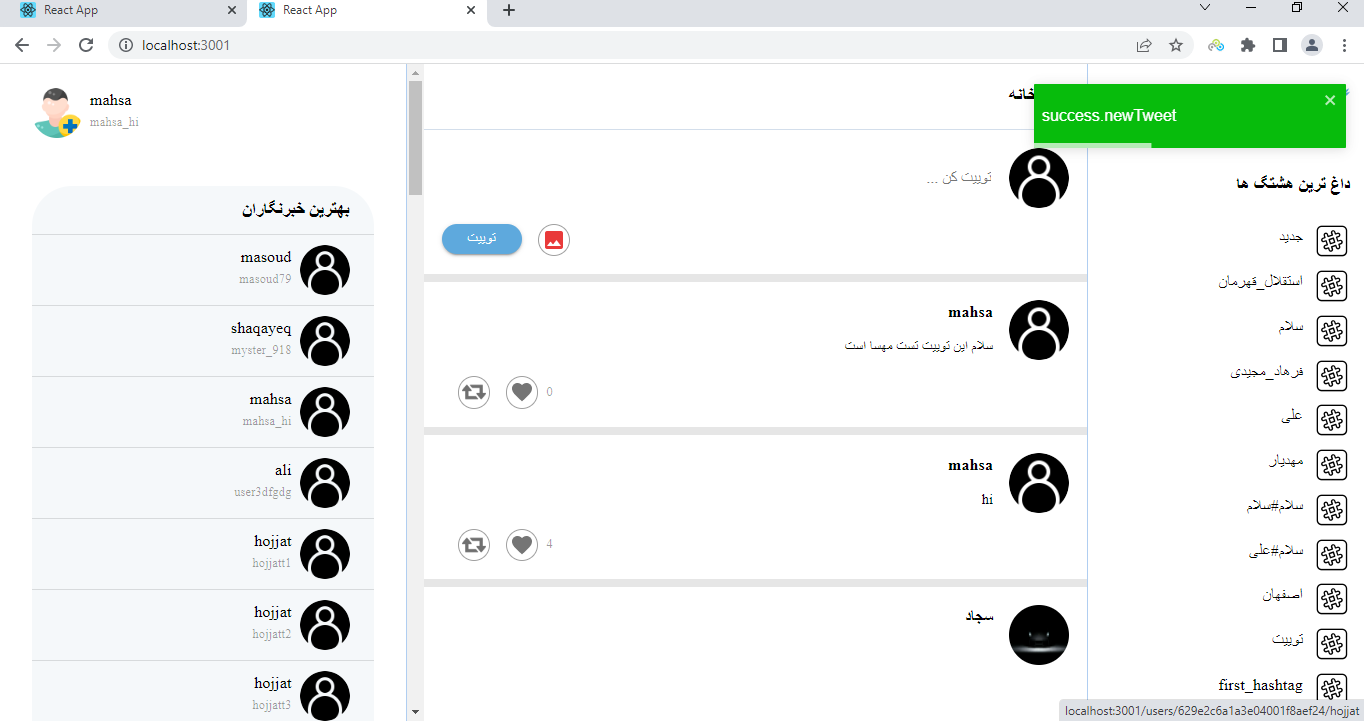 React App
React App
localhost:3001
mahsa
mahsa_hi
بهترین خبرنگاران
masoud
masoud79
shaqayeq
myster_918
mahsa
mahsa_hi
ali
user3dfgdg
hojjat
hojjatt1
hojjat
hojjatt2
hojjat
hojjatt3
خانه
توییت کن ...
توییت
mahsa
سلام این توییت تست مهسا است
0
mahsa
hi
4
سجاد
success.newTweet
داغ ترین هشتگ ها
جدید
استقلال_قهرمان
سلام
فرهاد_مجیدی
علی
مهدیار
سلام#سلام
سلام#علی
اصفهان
توییت
first_hashtag
localhost:3001/users/629e2c6a1a3e04001f8aef24/hojjat